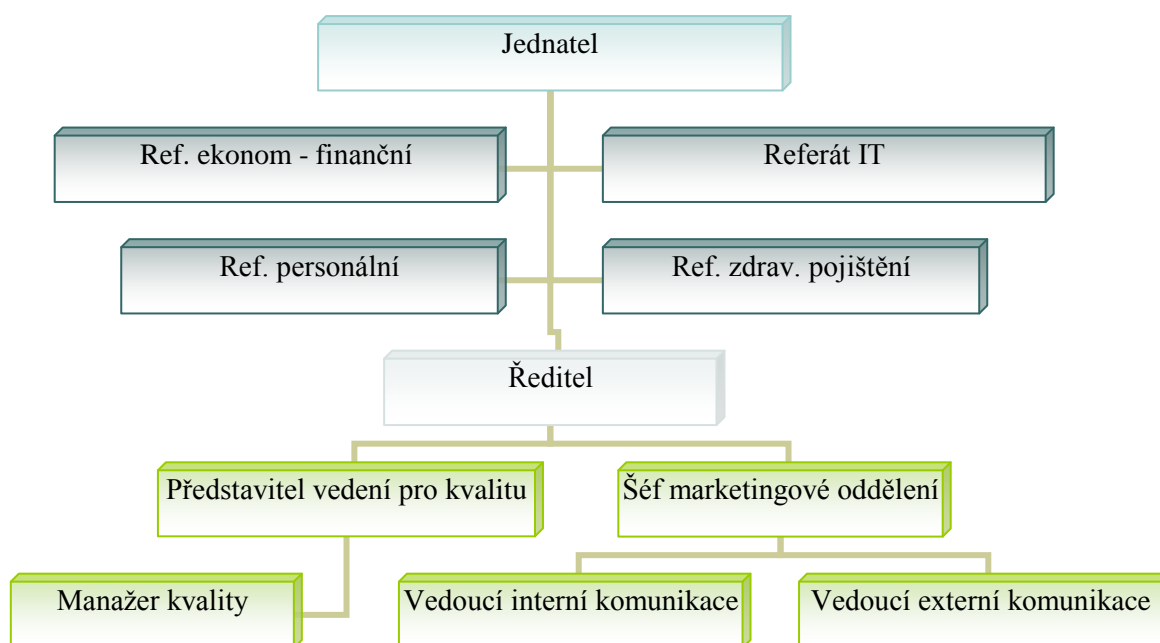 Jednatel
Ref. ekonom - finanční
Referát IT
Ref. personální
Ref. zdrav. pojištění
Ředitel
Představitel vedení pro kvalitu
Šéf marketingové oddělení
Manažer kvality
Vedoucí interní komunikace
Vedoucí externí komunikace